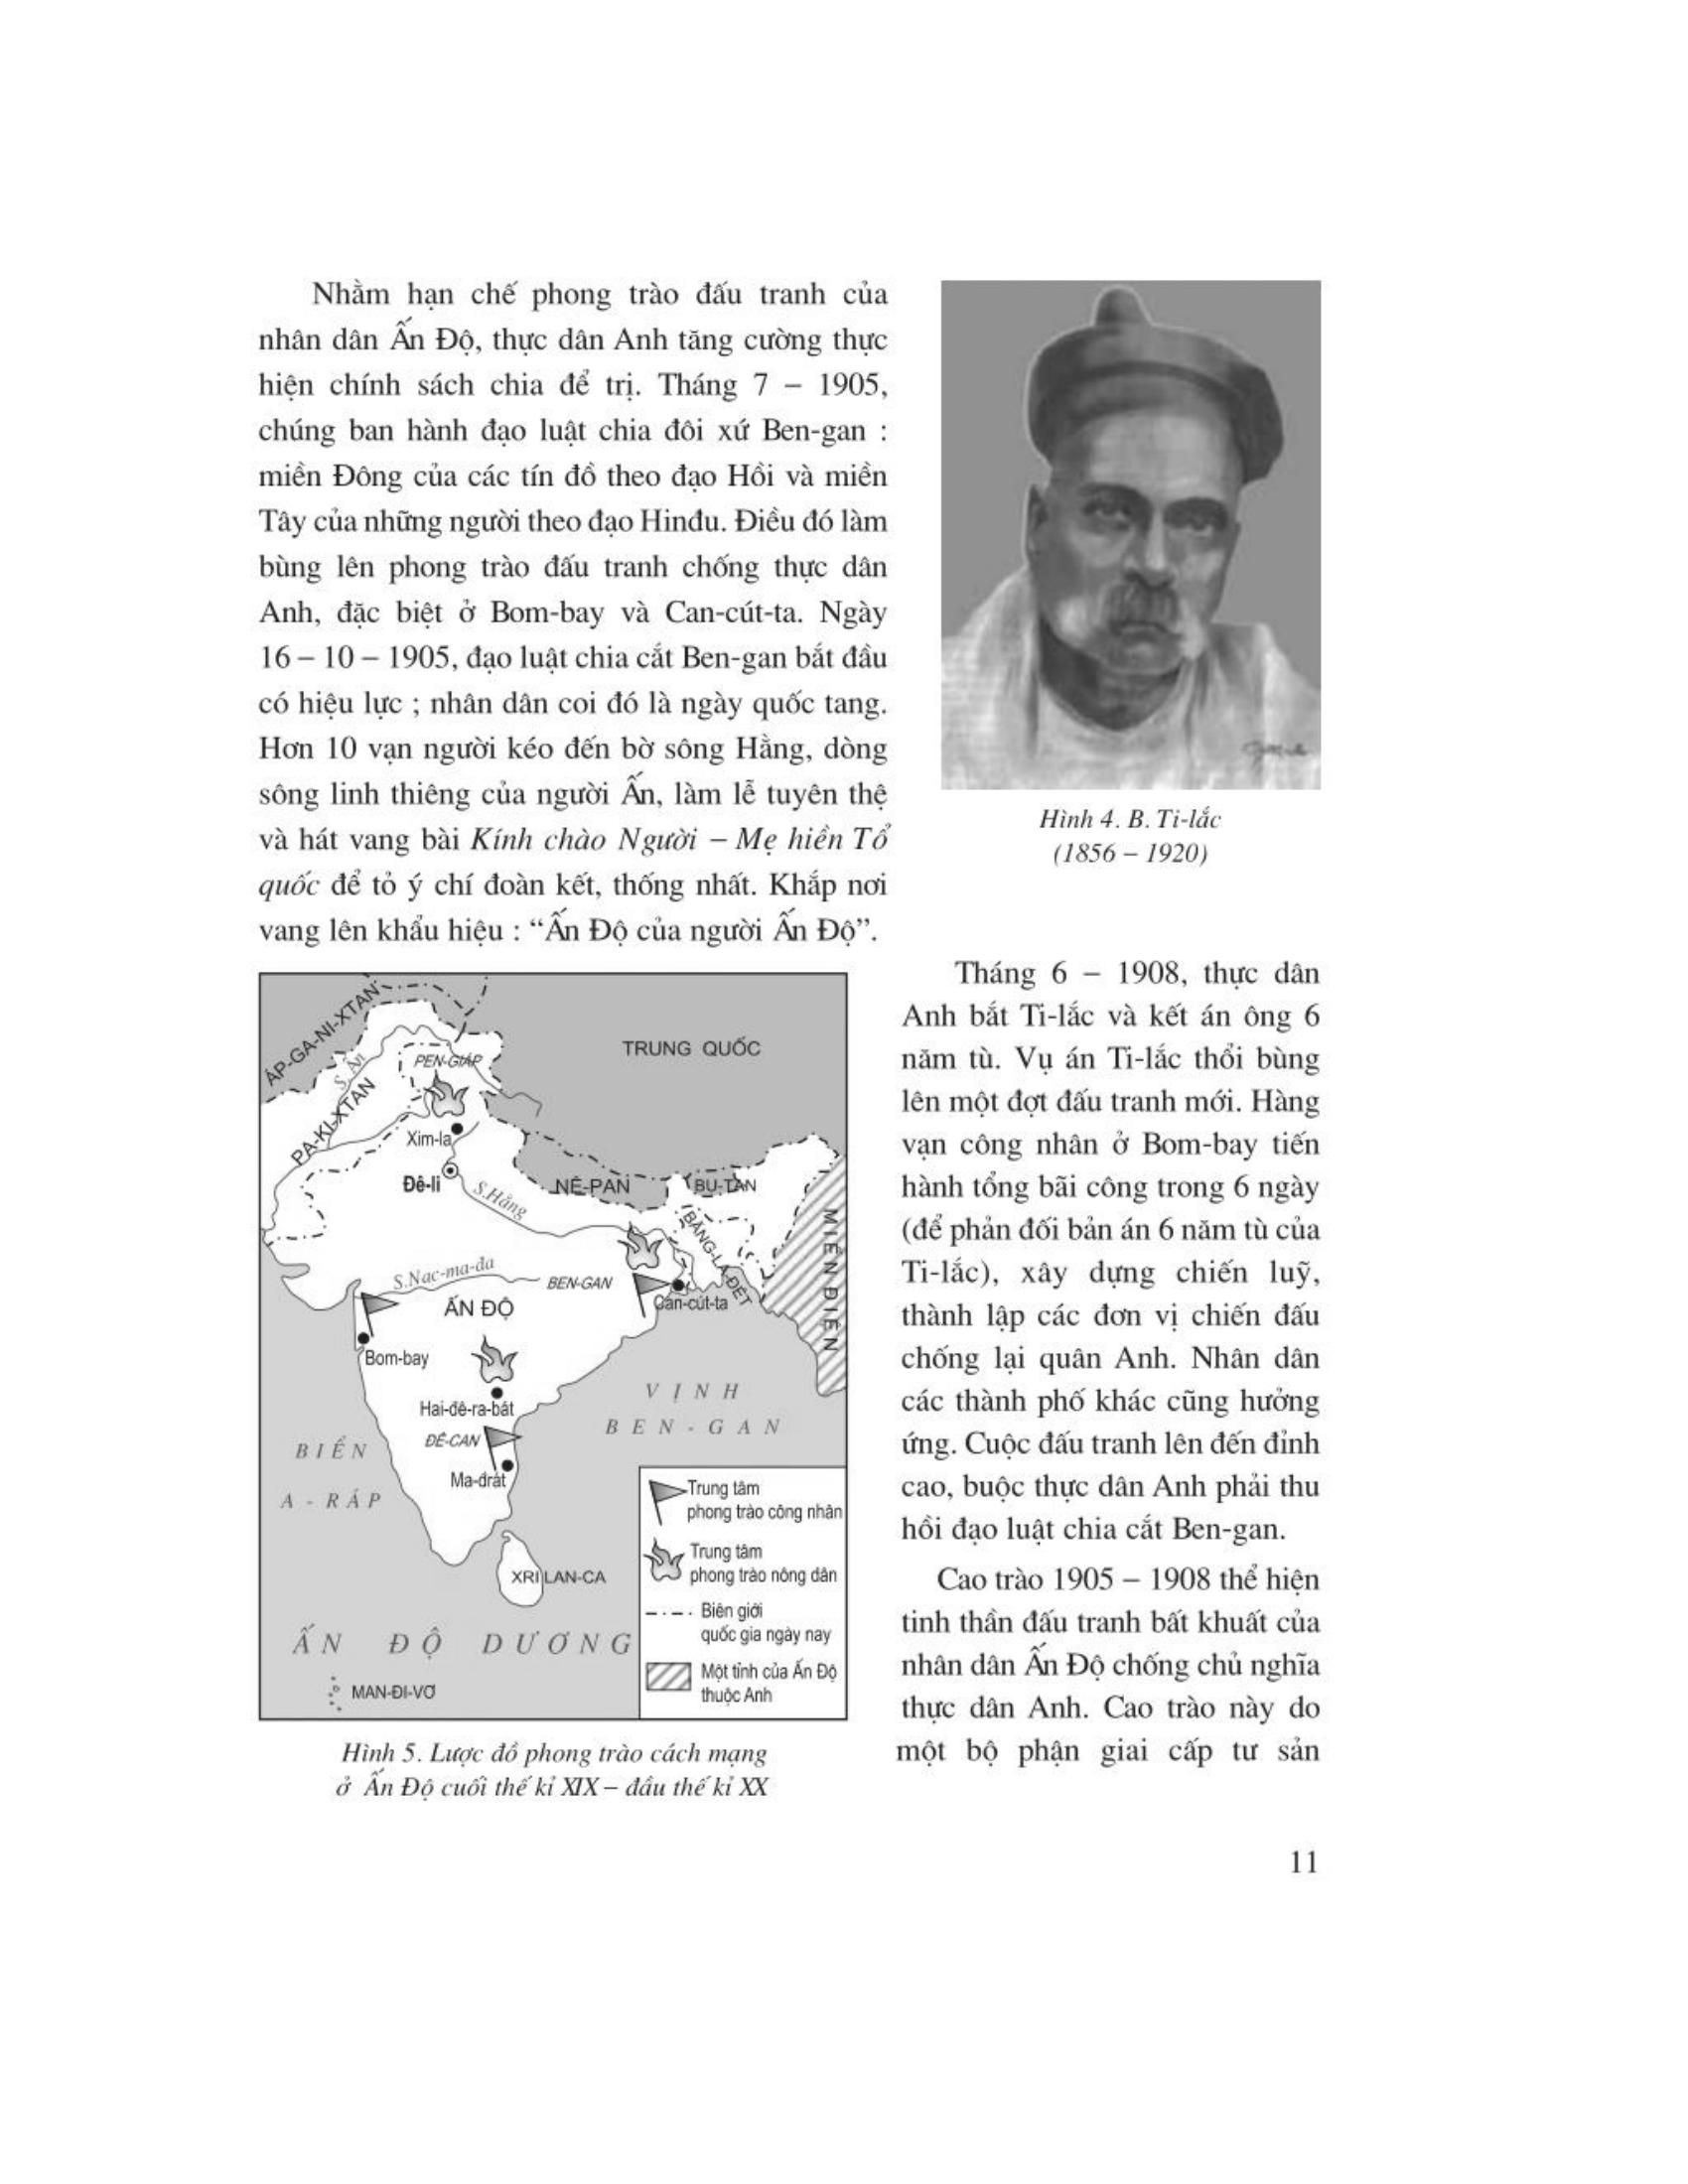 Nhằm hạn chế phong trào đấu tranh của
nhân dân Ấn Độ, thực dân Anh tăng cường thực
hiện chính sách chia để trị. Tháng 7 – 1905,
chúng ban hành đạo luật chia đôi xứ Ben-gan :
miền Đông của các tín đồ theo đạo Hồi và miền
Tây của những người theo đạo Hinđu. Điều đó làm
bùng lên phong trào đấu tranh chống thực dân
Anh, đặc biệt ở Bom-bay và Can-cút-ta. Ngày
16 – 10 – 1905, đạo luật chia cắt Ben-gan bắt đầu
có hiệu lực ; nhân dân coi đó là ngày quốc tang.
Hơn 10 vạn người kéo đến bờ sông Hằng, dòng
sông linh thiêng của người Ấn, làm lễ tuyên thệ
và hát vang bài Kính chào Người – Mẹ hiền Tổ
quốc để tỏ ý chí đoàn kết, thống nhất. Khắp nơi
vang lên khẩu hiệu : “Ấn Độ của người Ấn Độ”.
Hình 4. B. Ti-lắc
(1856 – 1920)
ÁP-GA-NI-XTAN
S. Ấn
PEN-GIÁP
TRUNG QUỐC
PA-KI-XTAN
Xim-la
Đê-li
S.Hằng
NÊ-PAN
BU-TAN
BĂNG-LA-ĐÉT
MIẾN ĐIỆN
S.Nac-ma-đa
BEN-GAN
ẤN ĐỘ
Can-cút-ta
Bom-bay
Hai-đê-ra-bát
ĐÊ-CAN
Ma-đrát
VỊNH
BEN-GAN
BIỂN
A-RÁP
XRI LAN-CA
ẤN ĐỘ DƯƠNG
MAN-ĐI-VƠ
Trung tâm
phong trào công nhân
Trung tâm
phong trào nông dân
Biên giới
quốc gia ngày nay
Một tỉnh của Ấn Độ
thuộc Anh
Hình 5. Lược đồ phong trào cách mạng
ở Ấn Độ cuối thế kỉ XIX – đầu thế kỉ XX
Tháng 6 – 1908, thực dân
Anh bắt Ti-lắc và kết án ông 6
năm tù. Vụ án Ti-lắc thổi bùng
lên một đợt đấu tranh mới. Hàng
vạn công nhân ở Bom-bay tiến
hành tổng bãi công trong 6 ngày
(để phản đối bản án 6 năm tù của
Ti-lắc), xây dựng chiến luỹ,
thành lập các đơn vị chiến đấu
chống lại quân Anh. Nhân dân
các thành phố khác cũng hưởng
ứng. Cuộc đấu tranh lên đến đỉnh
cao, buộc thực dân Anh phải thu
hồi đạo luật chia cắt Ben-gan.
Cao trào 1905 – 1908 thể hiện
tinh thần đấu tranh bất khuất của
nhân dân Ấn Độ chống chủ nghĩa
thực dân Anh. Cao trào này do
một bộ phận giai cấp tư sản
11